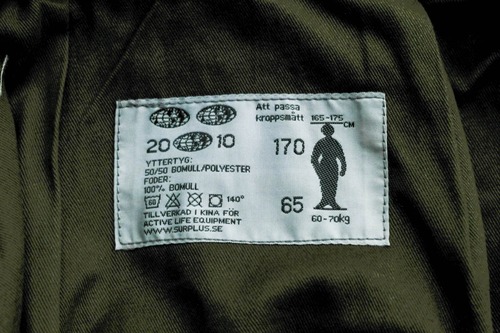 Att passa
kroppsmått 165-175
CM
20 10
170
YTTERTYG:
50/50 BOMULL/POLYESTER
FODER:
100% BOMULL
60 140°
65
TILLVERKAD I KINA FÖR
ACTIVE LIFE EQUIPMENT
WWW.SURPLUS.SE
60-70kg